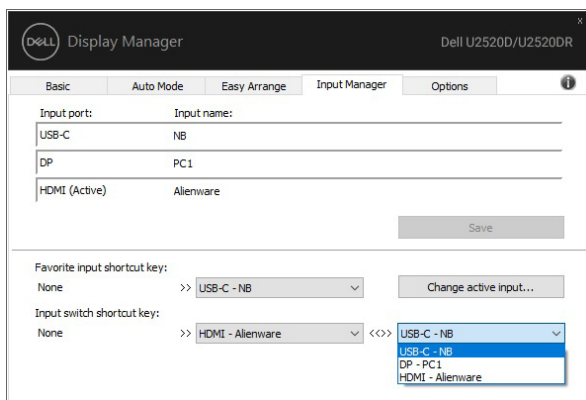 DELL Display Manager Dell U2520D/U2520DR x
Basic Auto Mode Easy Arrange Input Manager Options i
Input port: Input name:
USB-C NB
DP PC1
HDMI (Active) Alienware
Save
Favorite input shortcut key:
None >> USB-C - NB Change active input...
Input switch shortcut key:
None >> HDMI - Alienware <<>> USB-C - NB
USB-C - NB
DP - PC1
HDMI - Alienware